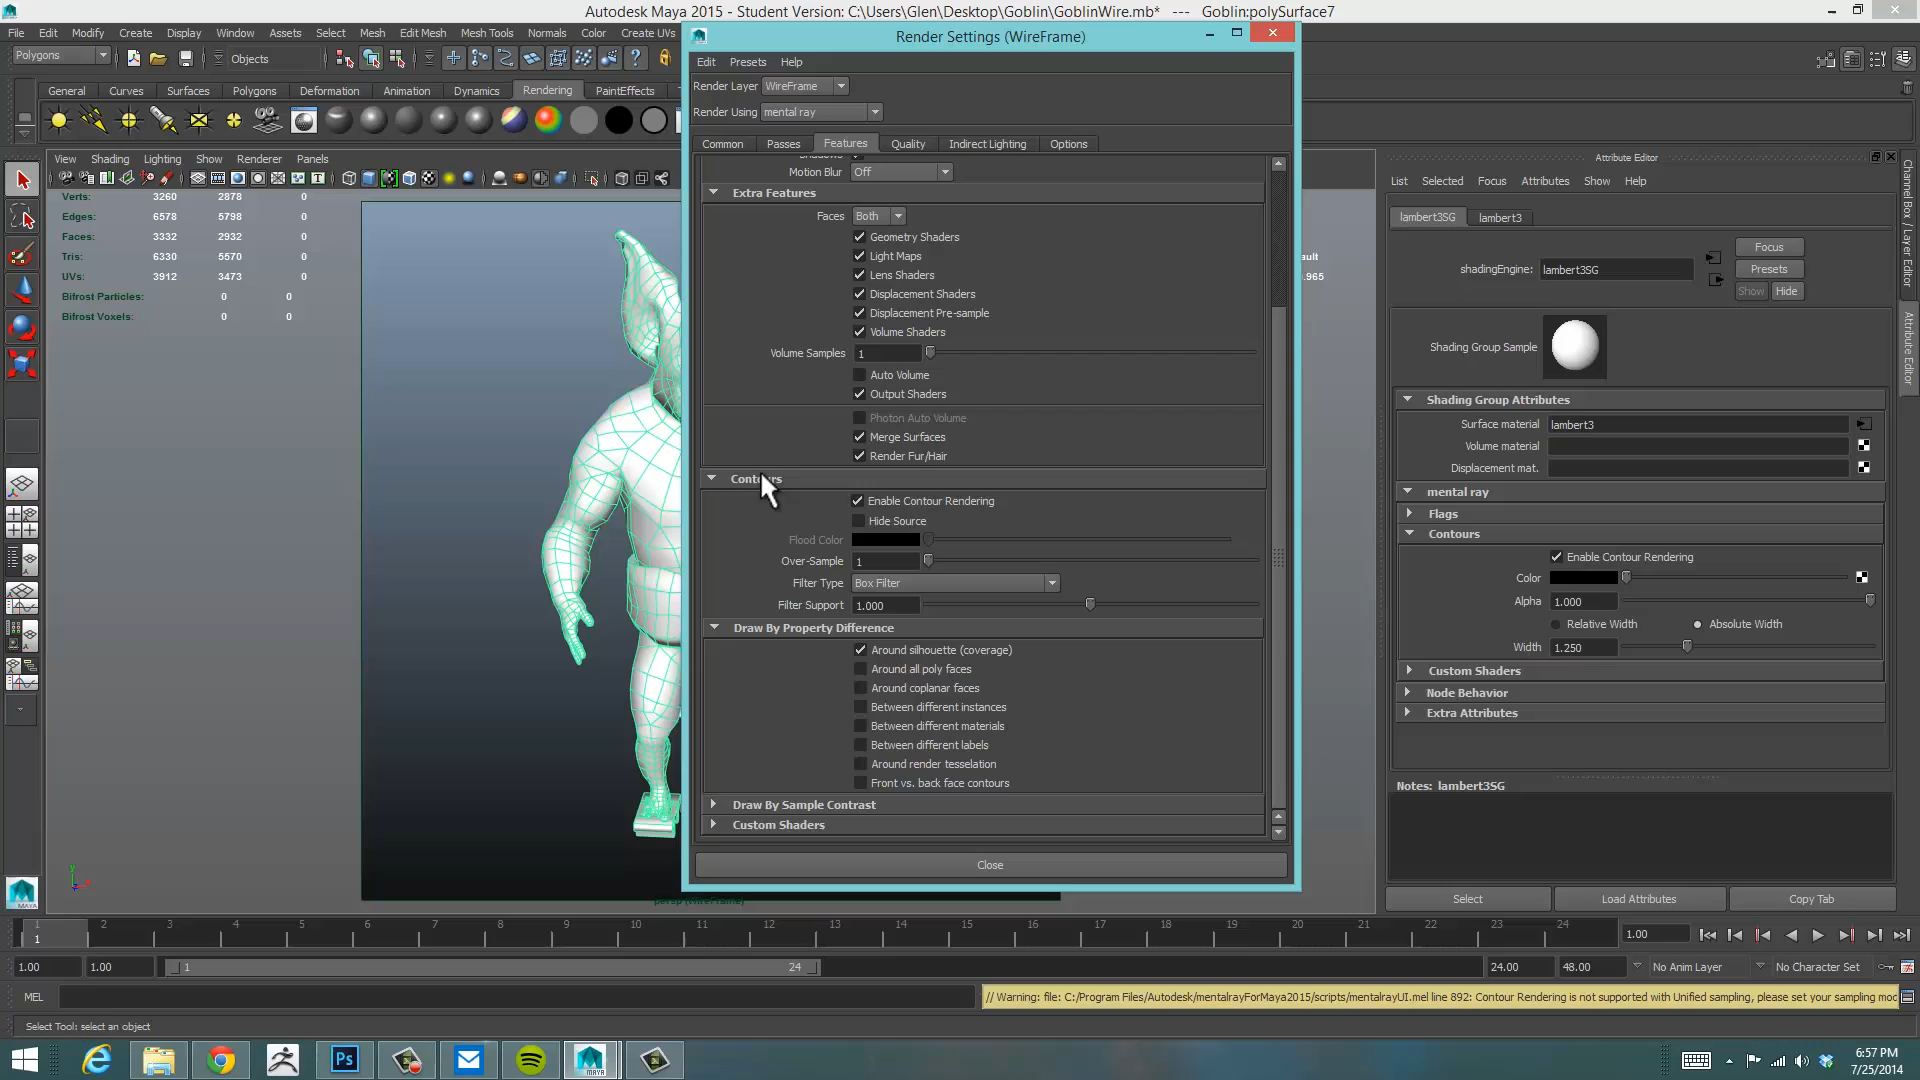 Autodesk Maya 2015 - Student Version: C:\Users\Glen\Desktop\Goblin\GoblinWire.mb* --- Goblin:polySurface7
File Edit Modify Create Display Window Assets Select Mesh Edit Mesh Mesh Tools Normals Color Create UVs
Polygons
Objects
General Curves Surfaces Polygons Deformation Animation Dynamics Rendering PaintEffects
View Shading Lighting Show Renderer Panels
Verts: 3260 2878 0
Edges: 6578 5798 0
Faces: 3332 2932 0
Tris: 6330 5570 0
UVs: 3912 3473 0
Bifrost Particles: 0 0
Bifrost Voxels: 0 0
persp (WireFrame)
Render Settings (WireFrame)
Edit Presets Help
Render Layer WireFrame
Render Using mental ray
Common Passes Features Quality Indirect Lighting Options
Motion Blur Off
Extra Features
Faces Both
Geometry Shaders
Light Maps
Lens Shaders
Displacement Shaders
Displacement Pre-sample
Volume Shaders
Volume Samples 1
Auto Volume
Output Shaders
Photon Auto Volume
Merge Surfaces
Render Fur/Hair
Contours
Enable Contour Rendering
Hide Source
Flood Color
Over-Sample 1
Filter Type Box Filter
Filter Support 1.000
Draw By Property Difference
Around silhouette (coverage)
Around all poly faces
Around coplanar faces
Between different instances
Between different materials
Between different labels
Around render tesselation
Front vs. back face contours
Draw By Sample Contrast
Custom Shaders
Close
ault
.965
Attribute Editor
List Selected Focus Attributes Show Help
lambert3SG lambert3
Focus
shadingEngine: lambert3SG
Presets
Show Hide
Shading Group Sample
Shading Group Attributes
Surface material lambert3
Volume material
Displacement mat.
mental ray
Flags
Contours
Enable Contour Rendering
Color
Alpha 1.000
Relative Width Absolute Width
Width 1.250
Custom Shaders
Node Behavior
Extra Attributes
Notes: lambert3SG
Select Load Attributes Copy Tab
Channel Box / Layer Editor
Attribute Editor
MAYA
1 2 3 4 5 6 7 8 9 10 11 12 13 14 15 16 17 18 19 20 21 22 23 24
1
1.00
1.00 1.00 1 24 24.00 48.00 No Anim Layer No Character Set
MEL
// Warning: file: C:/Program Files/Autodesk/mentalrayForMaya2015/scripts/mentalrayUI.mel line 892: Contour Rendering is not supported with Unified sampling, please set your sampling moc
Select Tool: select an object
Ps
MAYA
6:57 PM
7/25/2014